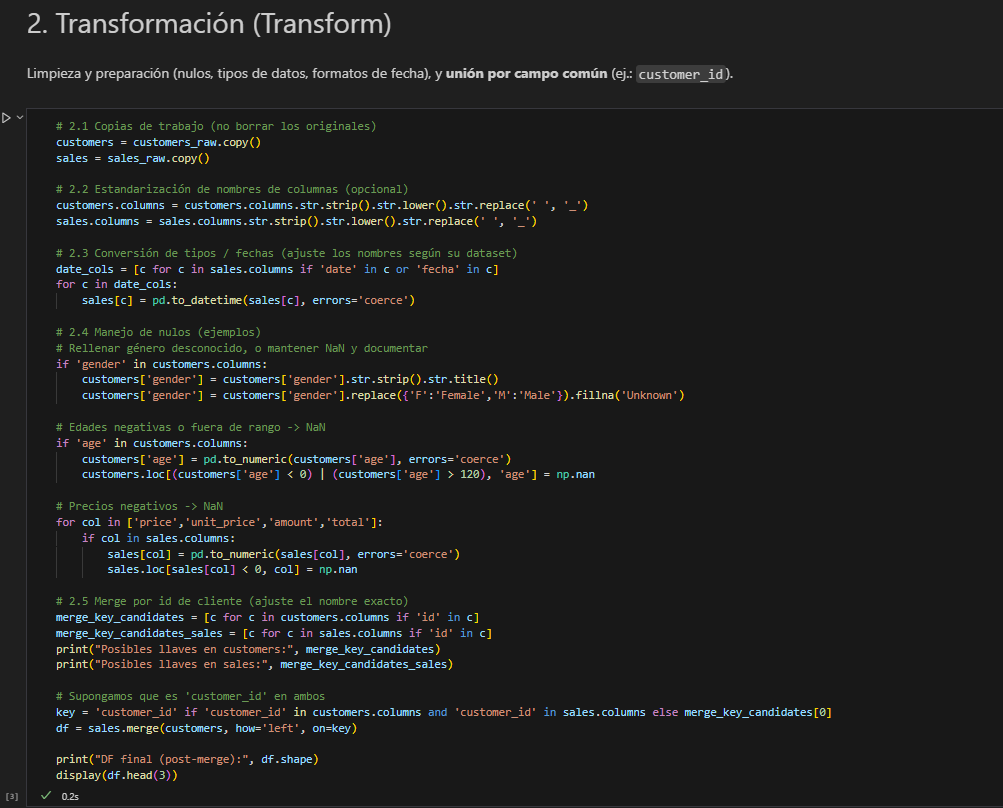 2. Transformación (Transform)
Limpieza y preparación (nulos, tipos de datos, formatos de fecha), y unión por campo común (ej.: customer_id).
# 2.1 Copias de trabajo (no borrar los originales)
customers = customers_raw.copy()
sales = sales_raw.copy()
# 2.2 Estandarización de nombres de columnas (opcional)
customers.columns = customers.columns.str.strip().str.lower().str.replace(' ', '_')
sales.columns = sales.columns.str.strip().str.lower().str.replace(' ', '_')
# 2.3 Conversión de tipos / fechas (ajuste los nombres según su dataset)
date_cols = [c for c in sales.columns if 'date' in c or 'fecha' in c]
for c in date_cols:
    sales[c] = pd.to_datetime(sales[c], errors='coerce')
# 2.4 Manejo de nulos (ejemplos)
# Rellenar género desconocido, o mantener NaN y documentar
if 'gender' in customers.columns:
    customers['gender'] = customers['gender'].str.strip().str.title()
    customers['gender'] = customers['gender'].replace({'F':'Female','M':'Male'}).fillna('Unknown')
# Edades negativas o fuera de rango -> NaN
if 'age' in customers.columns:
    customers['age'] = pd.to_numeric(customers['age'], errors='coerce')
    customers.loc[(customers['age'] < 0) | (customers['age'] > 120), 'age'] = np.nan
# Precios negativos -> NaN
for col in ['price','unit_price','amount','total']:
    if col in sales.columns:
        sales[col] = pd.to_numeric(sales[col], errors='coerce')
        sales.loc[sales[col] < 0, col] = np.nan
# 2.5 Merge por id de cliente (ajuste el nombre exacto)
merge_key_candidates = [c for c in customers.columns if 'id' in c]
merge_key_candidates_sales = [c for c in sales.columns if 'id' in c]
print("Posibles llaves en customers:", merge_key_candidates)
print("Posibles llaves en sales:", merge_key_candidates_sales)
# Supongamos que es 'customer_id' en ambos
key = 'customer_id' if 'customer_id' in customers.columns and 'customer_id' in sales.columns else merge_key_candidates[0]
df = sales.merge(customers, how='left', on=key)
print("DF final (post-merge):", df.shape)
display(df.head(3))
[3] 0.2s